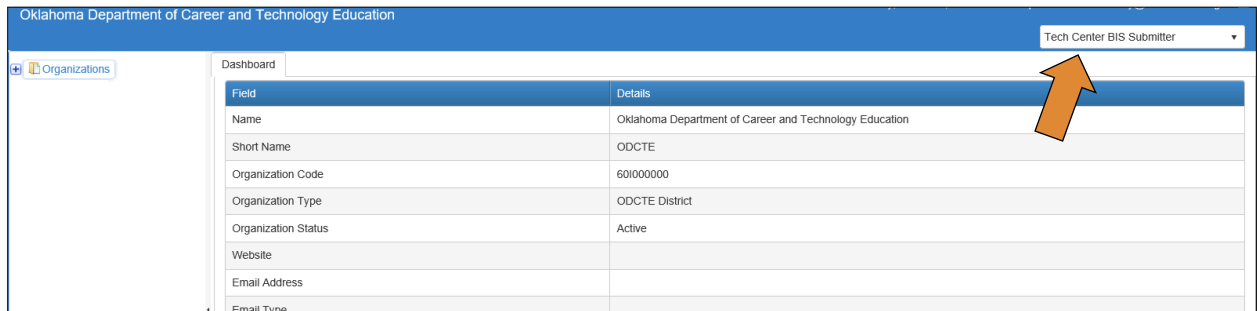 Oklahoma Department of Career and Technology Education
Tech Center BIS Submitter
Organizations
Dashboard
Field Details
Name Oklahoma Department of Career and Technology Education
Short Name ODCTE
Organization Code 60I000000
Organization Type ODCTE District
Organization Status Active
Website
Email Address
Email Type